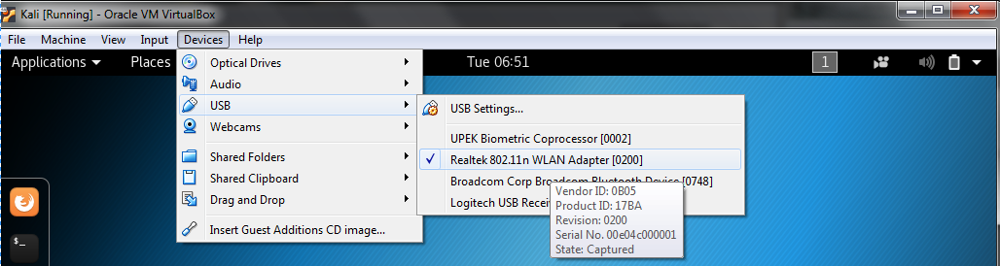 Kali [Running] - Oracle VM VirtualBox
File Machine View Input Devices Help
Applications Places Tue 06:51 1
Optical Drives
Audio
USB
Webcams
Shared Folders
Shared Clipboard
Drag and Drop
Insert Guest Additions CD image...
USB Settings...
UPEK Biometric Coprocessor [0002]
Realtek 802.11n WLAN Adapter [0200]
Broadcom Corp Broadcom Bluetooth Device [0748]
Logitech USB
Vendor ID: 0B05
Product ID: 17BA
Revision: 0200
Serial No. 00e04c000001
State: Captured
$_